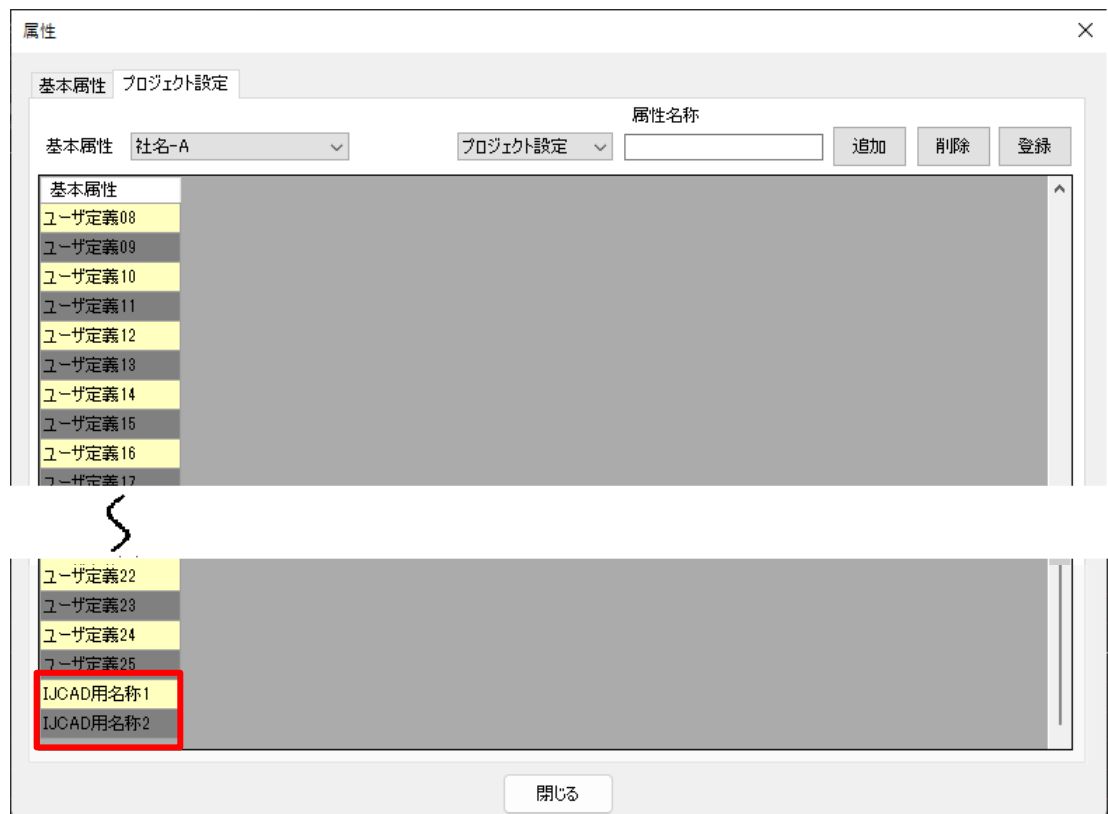 属性
基本属性 プロジェクト設定
属性名称
基本属性 社名-A プロジェクト設定 追加 削除 登録
基本属性
ユーザ定義08
ユーザ定義09
ユーザ定義10
ユーザ定義11
ユーザ定義12
ユーザ定義13
ユーザ定義14
ユーザ定義15
ユーザ定義16
ユーザ定義17
ユーザ定義22
ユーザ定義23
ユーザ定義24
ユーザ定義25
IJCAD用名称1
IJCAD用名称2
閉じる